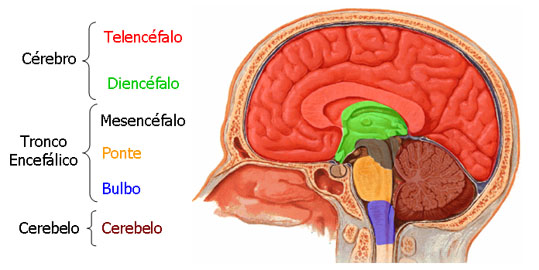 Cérebro
Telencéfalo
Diencéfalo
Tronco
Encefálico
Mesencéfalo
Ponte
Bulbo
Cerebelo
Cerebelo